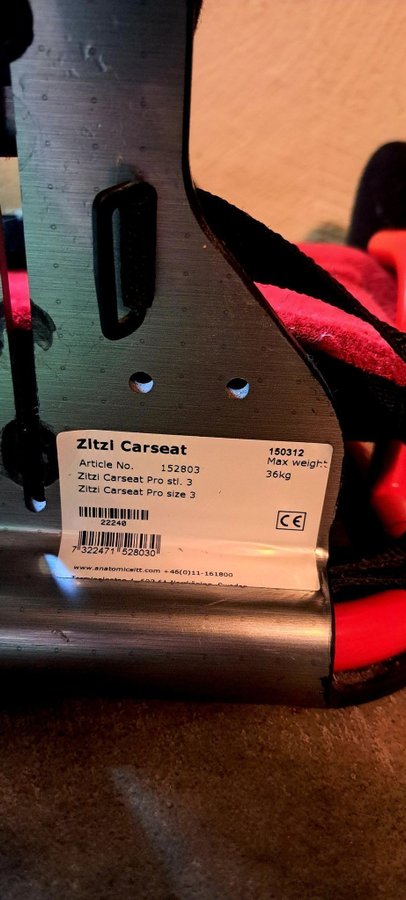 Zitzi Carseat
150312
Article No. 152803
Max weight
36kg
Zitzi Carseat Pro stl. 3
Zitzi Carseat Pro size 3
22240
CE
7 322471 528030
www.anatomicsitt.com +46(0)11-161800